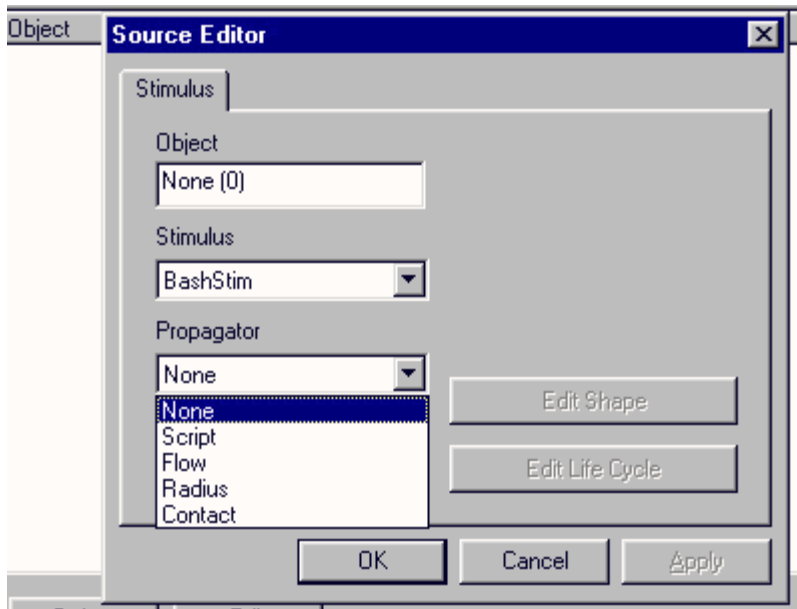 Object
Source Editor
Stimulus
Object
None (0)
Stimulus
BashStim
Propagator
None
None
Script
Flow
Radius
Contact
Edit Shape
Edit Life Cycle
OK
Cancel
Apply